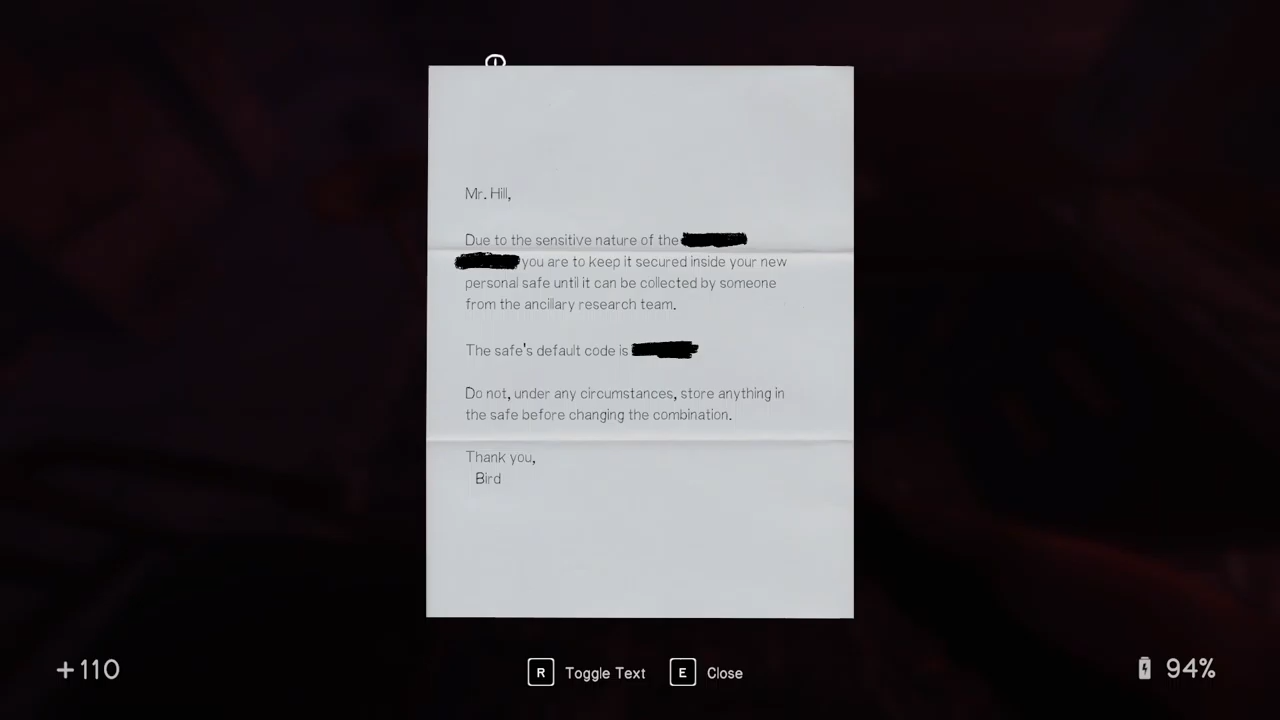 Mr. Hill,
Due to the sensitive nature of the
you are to keep it secured inside your new
personal safe until it can be collected by someone
from the ancillary research team.
The safe's default code is
Do not, under any circumstances, store anything in
the safe before changing the combination.
Thank you,
Bird
+110
R Toggle Text E Close
94%